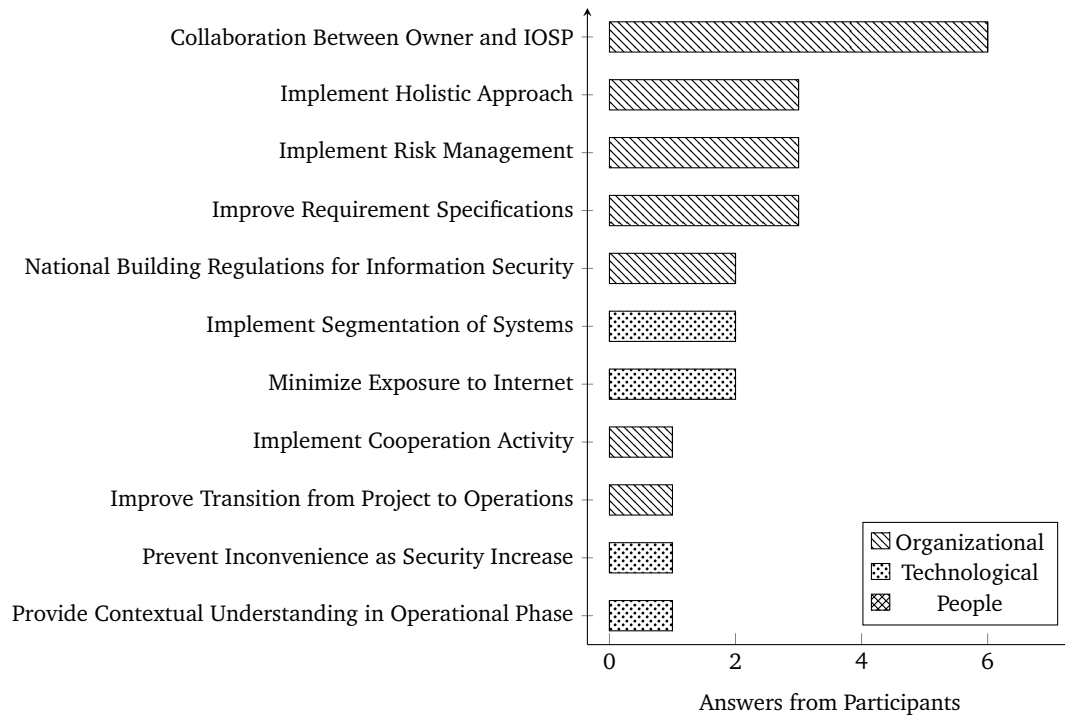 Collaboration Between Owner and IOSP
Implement Holistic Approach
Implement Risk Management
Improve Requirement Specifications
National Building Regulations for Information Security
Implement Segmentation of Systems
Minimize Exposure to Internet
Implement Cooperation Activity
Improve Transition from Project to Operations
Prevent Inconvenience as Security Increase
Provide Contextual Understanding in Operational Phase
Organizational
Technological
People
0 2 4 6
Answers from Participants